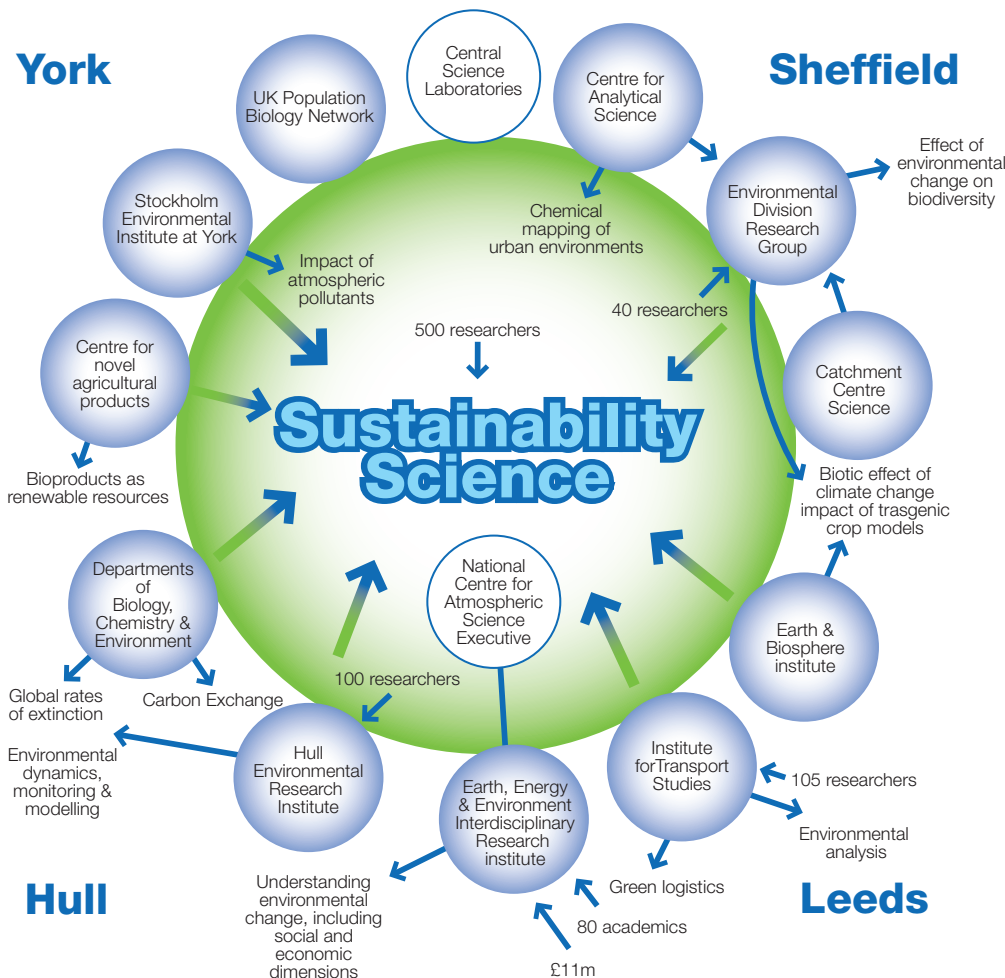 York
Sheffield
Central
Science
Laboratories
UK Population
Biology Network
Centre for
Analytical
Science
Stockholm
Environmental
Institute at York
Environmental
Division
Research
Group
Effect of
environmental
change on
biodiversity
Chemical
mapping of
urban environments
Impact of
atmospheric
pollutants
500 researchers
40 researchers
Centre for
novel
agricultural
products
Catchment
Centre
Science
Sustainability
Science
Bioproducts as
renewable resources
Biotic effect of
climate change
impact of trasgenic
crop models
Departments
of
Biology,
Chemistry &
Environment
National
Centre for
Atmospheric
Science
Executive
Earth &
Biosphere
institute
Global rates
of extinction
Carbon Exchange
100 researchers
Environmental
dynamics,
monitoring &
modelling
Hull
Environmental
Research
Institute
Earth, Energy
& Environment
Interdisciplinary
Research
institute
Institute
forTransport
Studies
105 researchers
Environmental
analysis
Green logistics
Hull
Leeds
Understanding
environmental
change, including
social and
economic
dimensions
80 academics
£11m